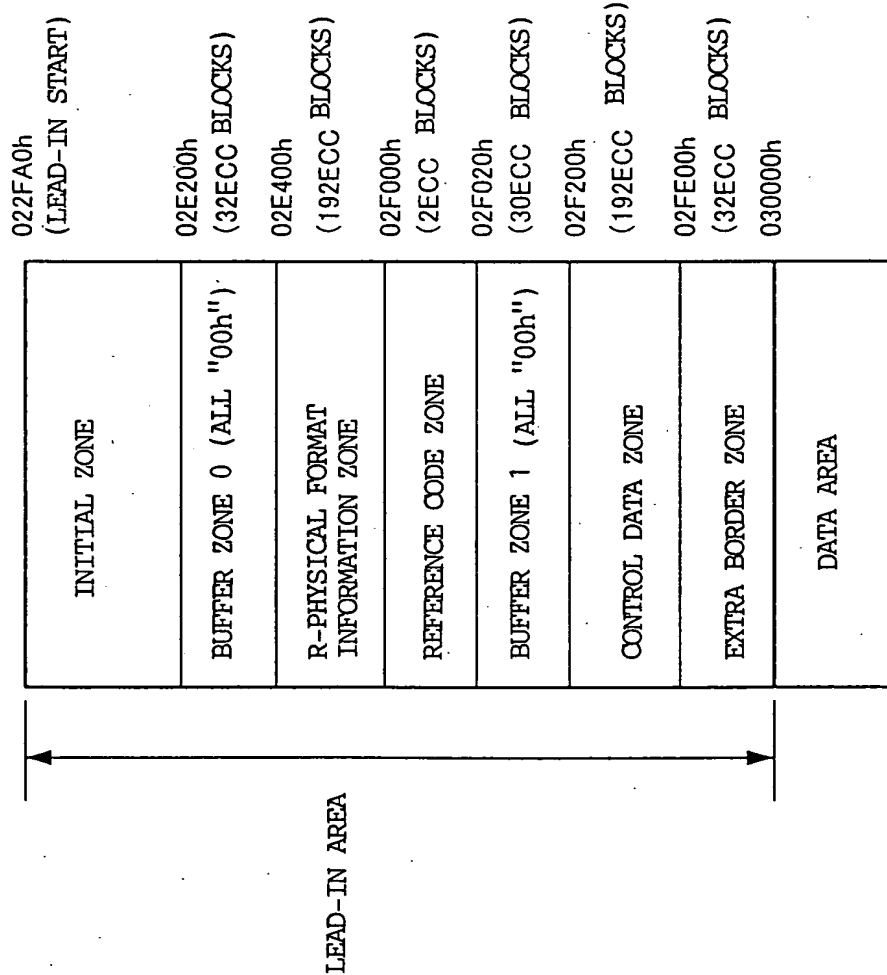 022FA0h
(LEAD-IN START)
INITIAL ZONE
02E200h
(32ECC BLOCKS)
BUFFER ZONE 0 (ALL "00h")
02E400h
(192ECC BLOCKS)
R-PHYSICAL FORMAT
INFORMATION ZONE
02F000h
(2ECC BLOCKS)
REFERENCE CODE ZONE
02F020h
(30ECC BLOCKS)
BUFFER ZONE 1 (ALL "00h")
02F200h
(192ECC BLOCKS)
CONTROL DATA ZONE
02FE00h
(32ECC BLOCKS)
EXTRA BORDER ZONE
030000h
DATA AREA
LEAD-IN AREA